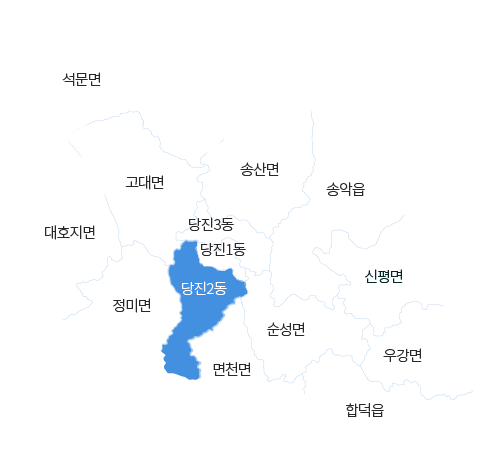 석문면
송산면
고대면
송악읍
당진3동
대호지면
당진1동
신평면
당진2동
정미면
순성면
우강면
면천면
합덕읍